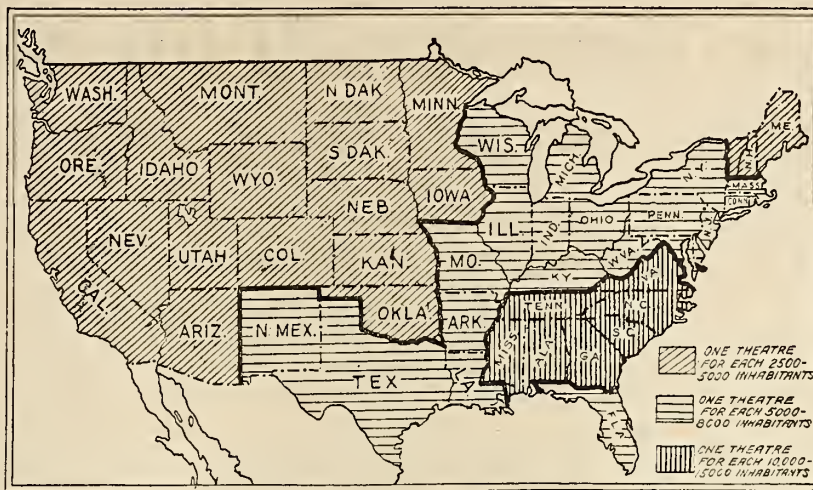 WASH.
MONT.
N DAK
MINN.
ORE.
IDAHO
WYO.
S DAK.
WIS.
MICH.
N.Y.
ME.
MASS
CONN.
NEB.
IOWA
NEV.
UTAH
COL.
KAN.
CAL.
ILL.
IND.
OHIO
PENN.
N.J.
MO.
KY.
W.VA.
VA.
ARIZ.
N MEX.
OKLA.
ARK.
TENN.
N.C.
S.C.
MISS.
ALA.
GA.
TEX
LA.
FLA.
ONE THEATRE
FOR EACH 2500-
5000 INHABITANTS
ONE THEATRE
FOR EACH 5000-
8000 INHABITANTS
ONE THEATRE
FOR EACH 10,000-
15000 INHABITANTS